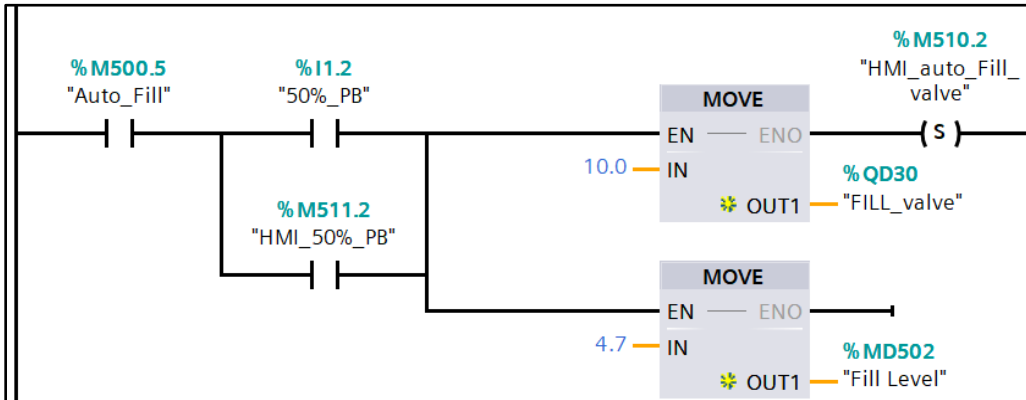 %M510.2
"HMI_auto_Fill_
valve"
%M500.5
"Auto_Fill"
%I1.2
"50%_PB"
MOVE
EN ENO
S
10.0 IN
%QD30
OUT1 "FILL_valve"
%M511.2
"HMI_50%_PB"
MOVE
EN ENO
4.7 IN
%MD502
OUT1 "Fill Level"